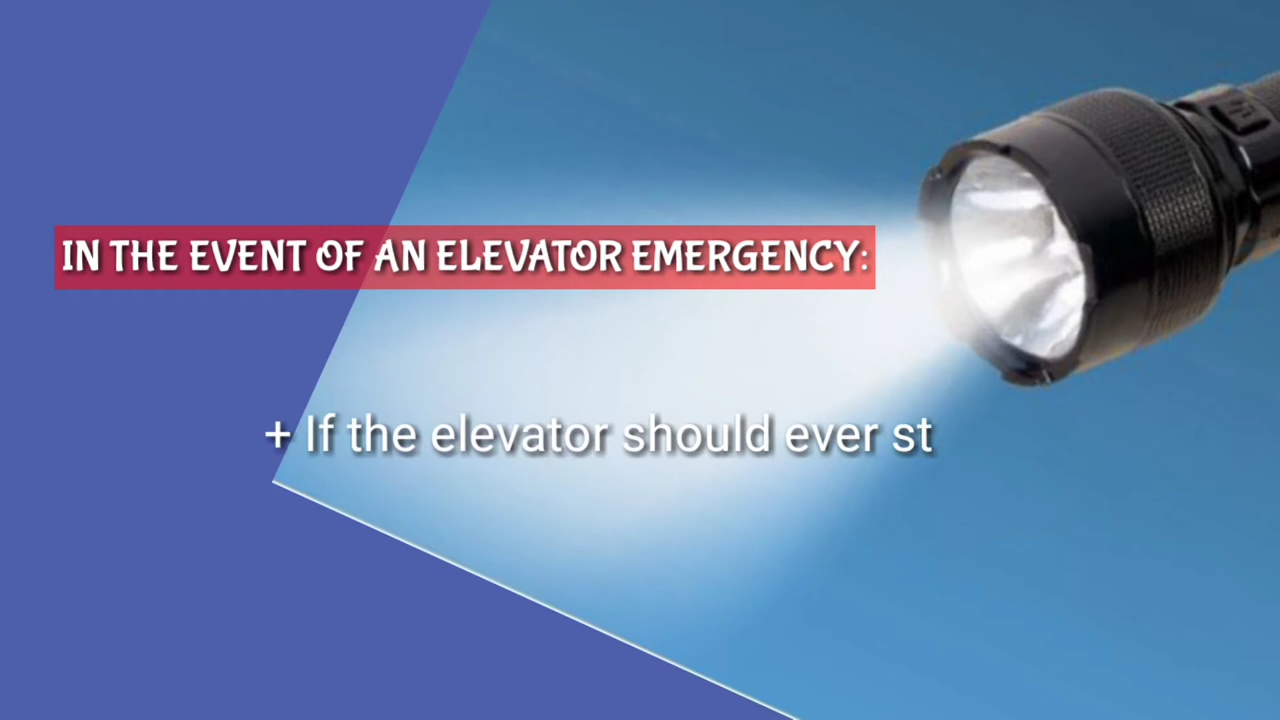 IN THE EVENT OF AN ELEVATOR EMERGENCY:
+ If the elevator should ever st